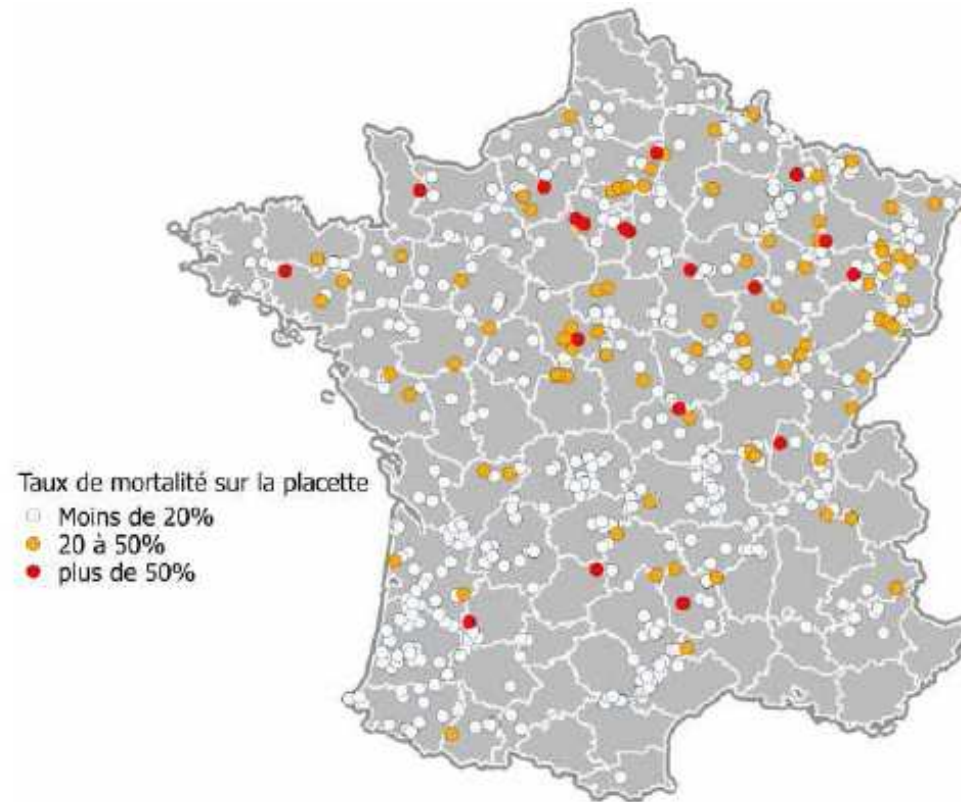 Taux de mortalité sur la placette
Moins de 20%
20 à 50%
plus de 50%